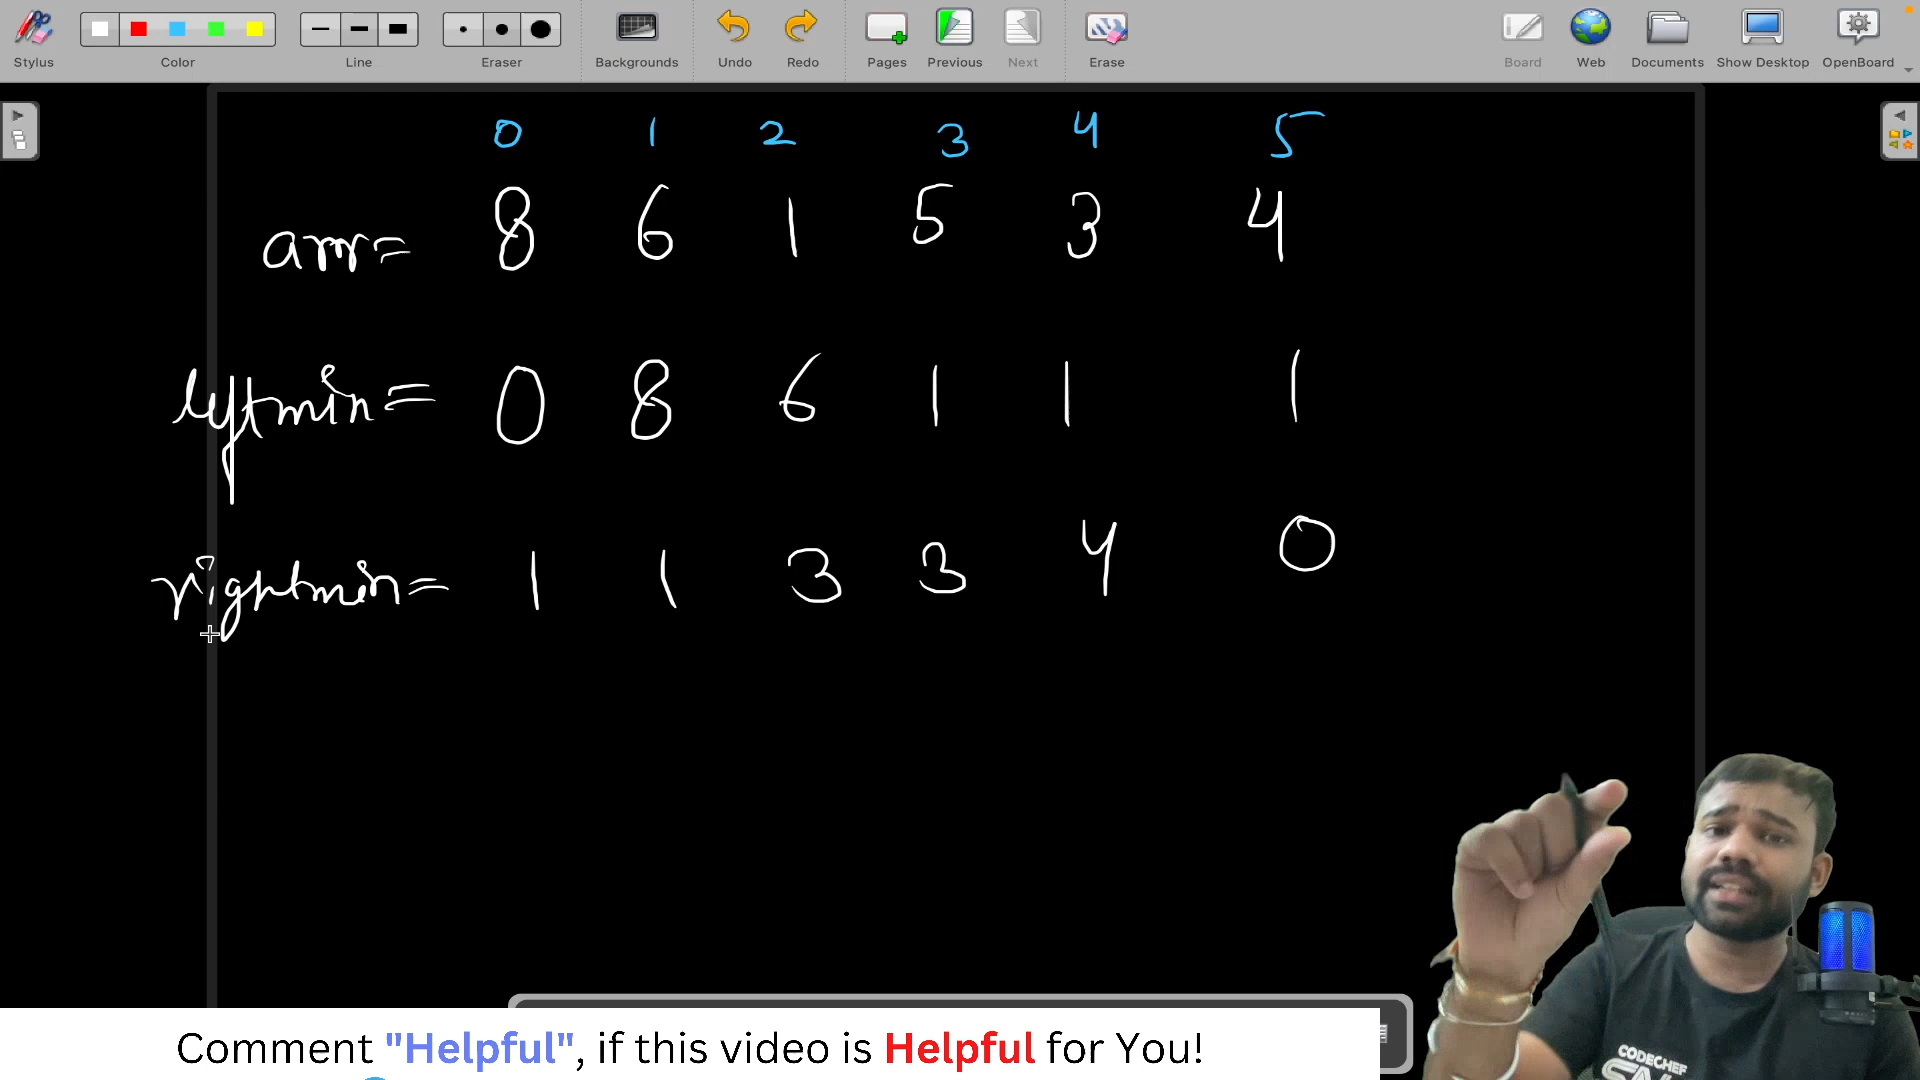 Stylus Color Line Eraser Backgrounds Undo Redo Pages Previous Next Erase Board Web Documents Show Desktop OpenBoard
0 1 2 3 4 5
arr= 8 6 1 5 3 4
leftmin= 0 8 6 1 1 1
rightmin= 1 1 3 3 4 0
Comment "Helpful", if this video is Helpful for You!
CODECHEF